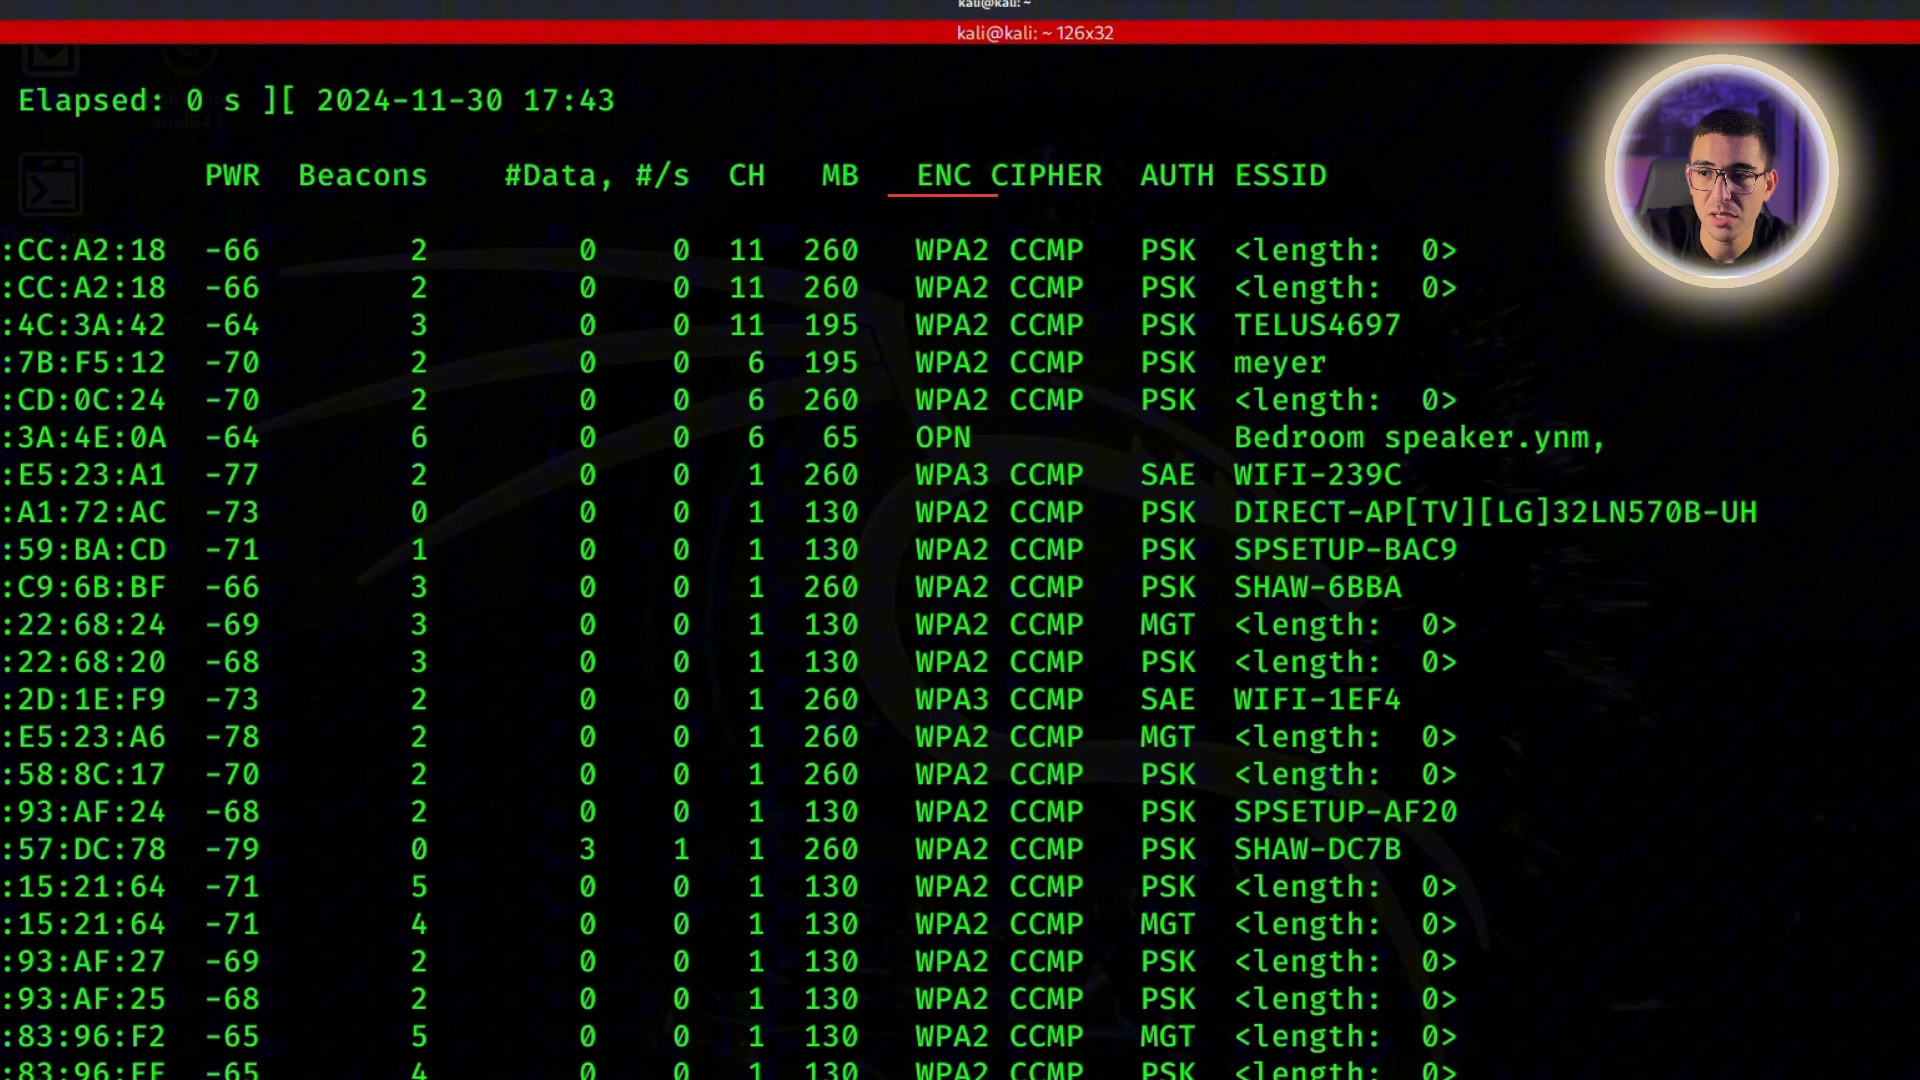 kali@kali: ~
kali@kali: ~ 126x32
Elapsed: 0 s ][ 2024-11-30 17:43
PWR Beacons #Data, #/s CH MB ENC CIPHER AUTH ESSID
:CC:A2:18 -66 2 0 0 11 260 WPA2 CCMP PSK <length: 0>
:CC:A2:18 -66 2 0 0 11 260 WPA2 CCMP PSK <length: 0>
:4C:3A:42 -64 3 0 0 11 195 WPA2 CCMP PSK TELUS4697
:7B:F5:12 -70 2 0 0 6 195 WPA2 CCMP PSK meyer
:CD:0C:24 -70 2 0 0 6 260 WPA2 CCMP PSK <length: 0>
:3A:4E:0A -64 6 0 0 6 65 OPN Bedroom speaker.ynm,
:E5:23:A1 -77 2 0 0 1 260 WPA3 CCMP SAE WIFI-239C
:A1:72:AC -73 0 0 0 1 130 WPA2 CCMP PSK DIRECT-AP[TV][LG]32LN570B-UH
:59:BA:CD -71 1 0 0 1 130 WPA2 CCMP PSK SPSETUP-BAC9
:C9:6B:BF -66 3 0 0 1 260 WPA2 CCMP PSK SHAW-6BBA
:22:68:24 -69 3 0 0 1 130 WPA2 CCMP MGT <length: 0>
:22:68:20 -68 3 0 0 1 130 WPA2 CCMP PSK <length: 0>
:2D:1E:F9 -73 2 0 0 1 260 WPA3 CCMP SAE WIFI-1EF4
:E5:23:A6 -78 2 0 0 1 260 WPA2 CCMP MGT <length: 0>
:58:8C:17 -70 2 0 0 1 260 WPA2 CCMP PSK <length: 0>
:93:AF:24 -68 2 0 0 1 130 WPA2 CCMP PSK SPSETUP-AF20
:57:DC:78 -79 0 3 1 1 260 WPA2 CCMP PSK SHAW-DC7B
:15:21:64 -71 5 0 0 1 130 WPA2 CCMP PSK <length: 0>
:15:21:64 -71 4 0 0 1 130 WPA2 CCMP MGT <length: 0>
:93:AF:27 -69 2 0 0 1 130 WPA2 CCMP PSK <length: 0>
:93:AF:25 -68 2 0 0 1 130 WPA2 CCMP PSK <length: 0>
:83:96:F2 -65 5 0 0 1 130 WPA2 CCMP MGT <length: 0>
-65 4 0 0 1 130 WPA2 CCMP PSK <length: 0>